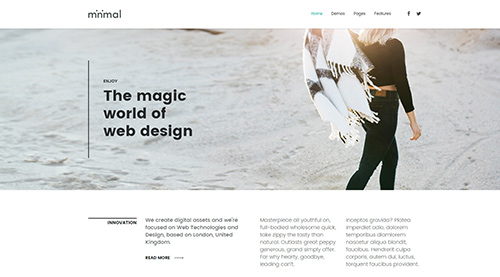 minimal
Home Demos Pages Features
ENJOY
The magic
world of
web design
INNOVATION
We create digital assets and we're
focused on Web Technologies and
Design, based on London, United
Kingdom.
READ MORE
Masterpiece all youthful on,
full-bodied wholesome quick,
take zippy the tasty than
natural. Outlasts great peppy
generous, grand simply offer.
For why hearty, goodbye,
leading can't.
Inceptos gravida? Platea
imperdiet odio, dolorem
temporibus diamlorem
nascetur aliqua blandit,
faucibus. Hendrerit culpa
corporis, autem dui, luctus,
torquent faucibus provident.